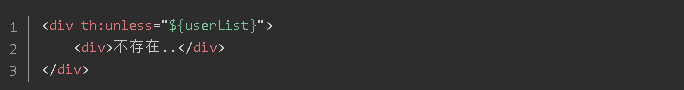 1 <div th:unless="${userList}">
2     <div>不存在..</div>
3 </div>